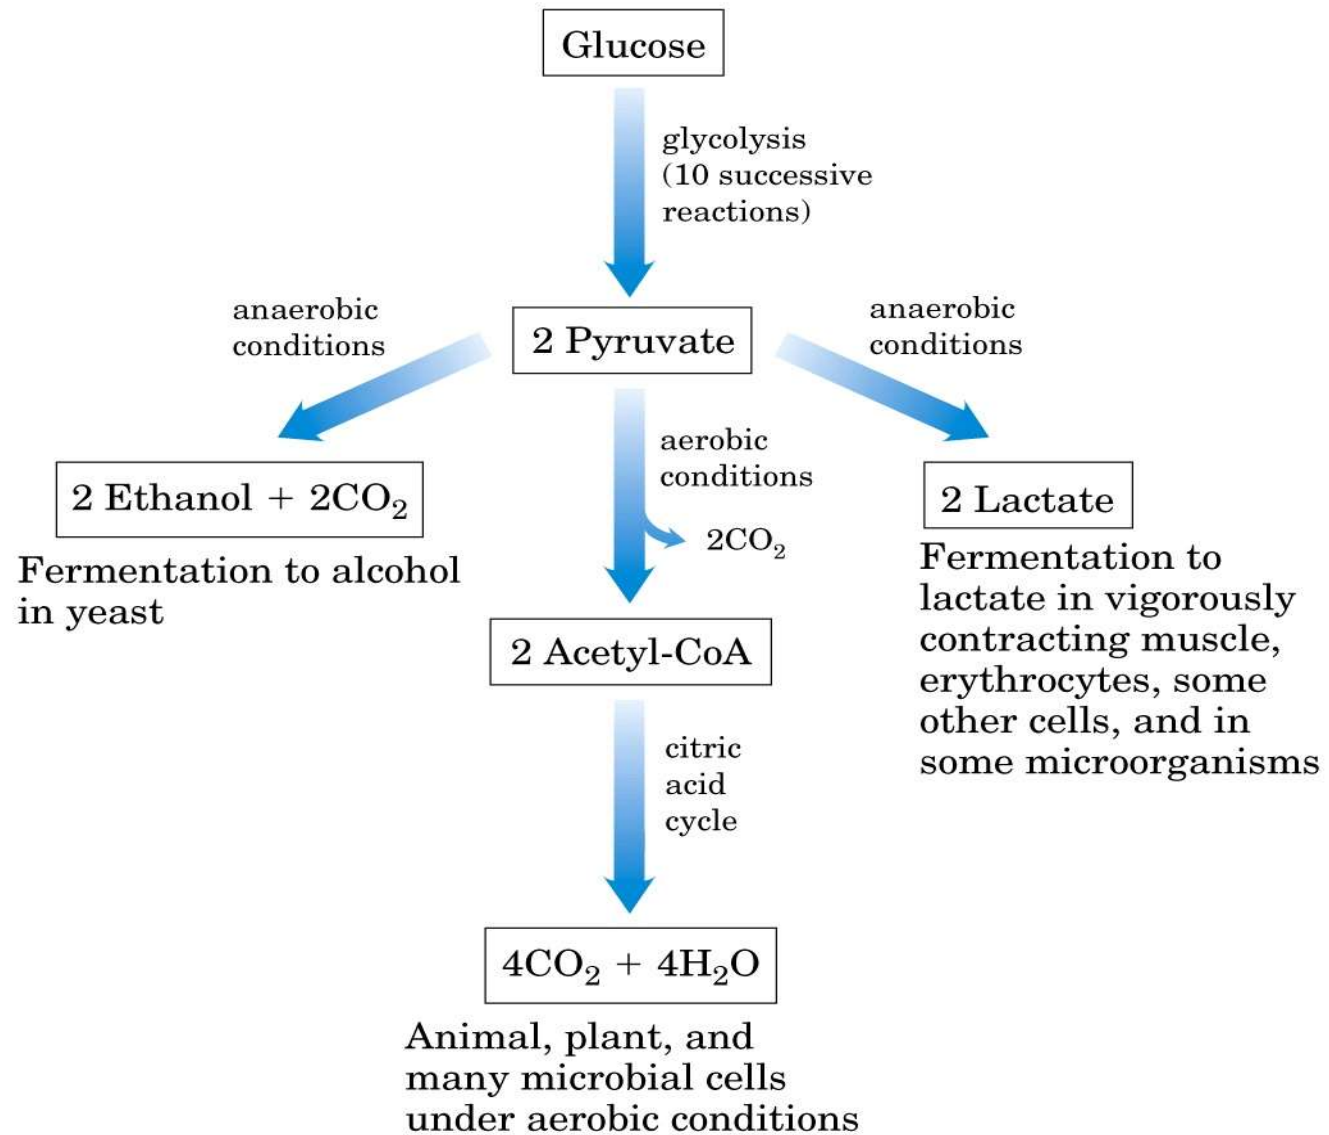 Glucose
glycolysis
(10 successive
reactions)
anaerobic
conditions
2 Pyruvate
anaerobic
conditions
2 Ethanol + 2CO₂
Fermentation to alcohol
in yeast
aerobic
conditions
2CO₂
2 Lactate
Fermentation to
lactate in vigorously
contracting muscle,
erythrocytes, some
other cells, and in
some microorganisms
2 Acetyl-CoA
citric
acid
cycle
4CO₂ + 4H₂O
Animal, plant, and
many microbial cells
under aerobic conditions